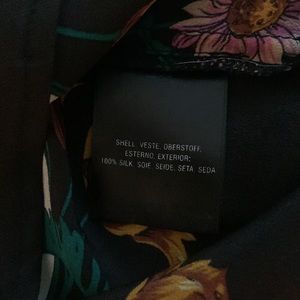 SHELL. VESTE. OBERSTOFF.
ESTERNO. EXTERIOR:
100% SILK. SOIE. SEIDE. SETA. SEDA